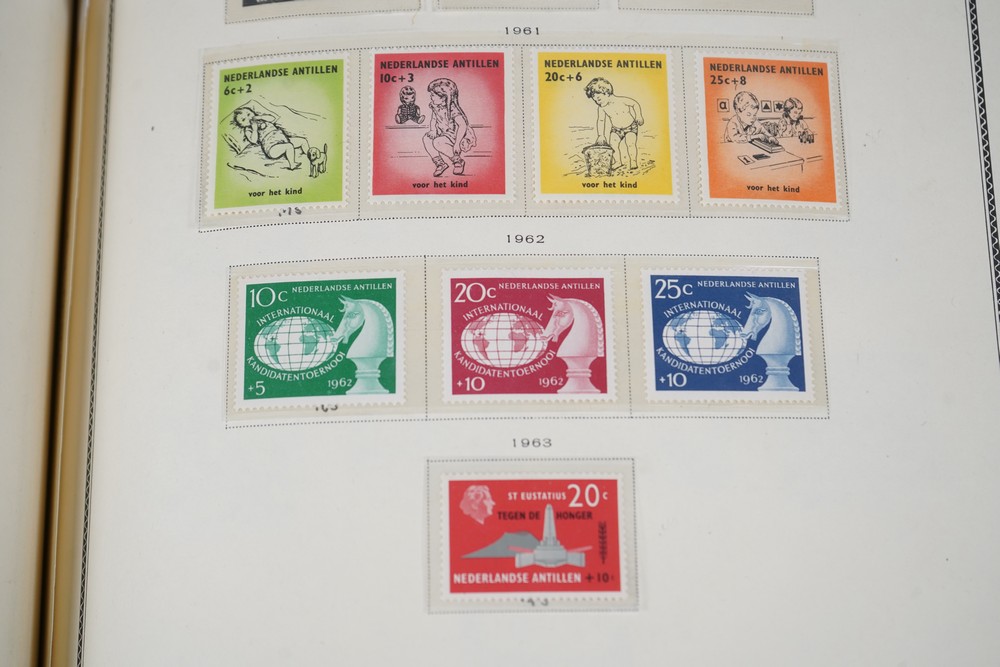 1961
NEDERLANDSE ANTILLEN
6c+2
voor het kind
NEDERLANDSE ANTILLEN
10c+3
voor het kind
NEDERLANDSE ANTILLEN
20c+6
voor het kind
NEDERLANDSE ANTILLEN
25c+8
a
voor het kind
1962
10c NEDERLANDSE ANTILLEN
INTERNATIONAAL
KANDIDATENTOERNOOI
+5 1962
20c NEDERLANDSE ANTILLEN
INTERNATIONAAL
KANDIDATENTOERNOOI
+10 1962
25c NEDERLANDSE ANTILLEN
INTERNATIONAAL
KANDIDATENTOERNOOI
+10 1962
1963
ST EUSTATIUS 20c
TEGEN DE HONGER
NEDERLANDSE ANTILLEN +10c